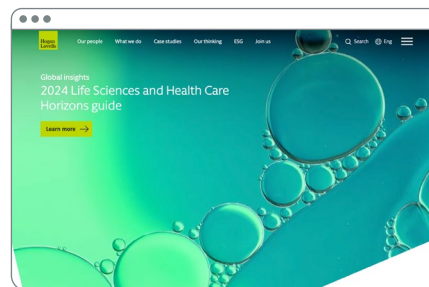 Hogan
Lovells
Our people
What we do
Case studies
Our thinking
ESG
Join us
Search
Eng
Global insights
2024 Life Sciences and Health Care
Horizons guide
Learn more